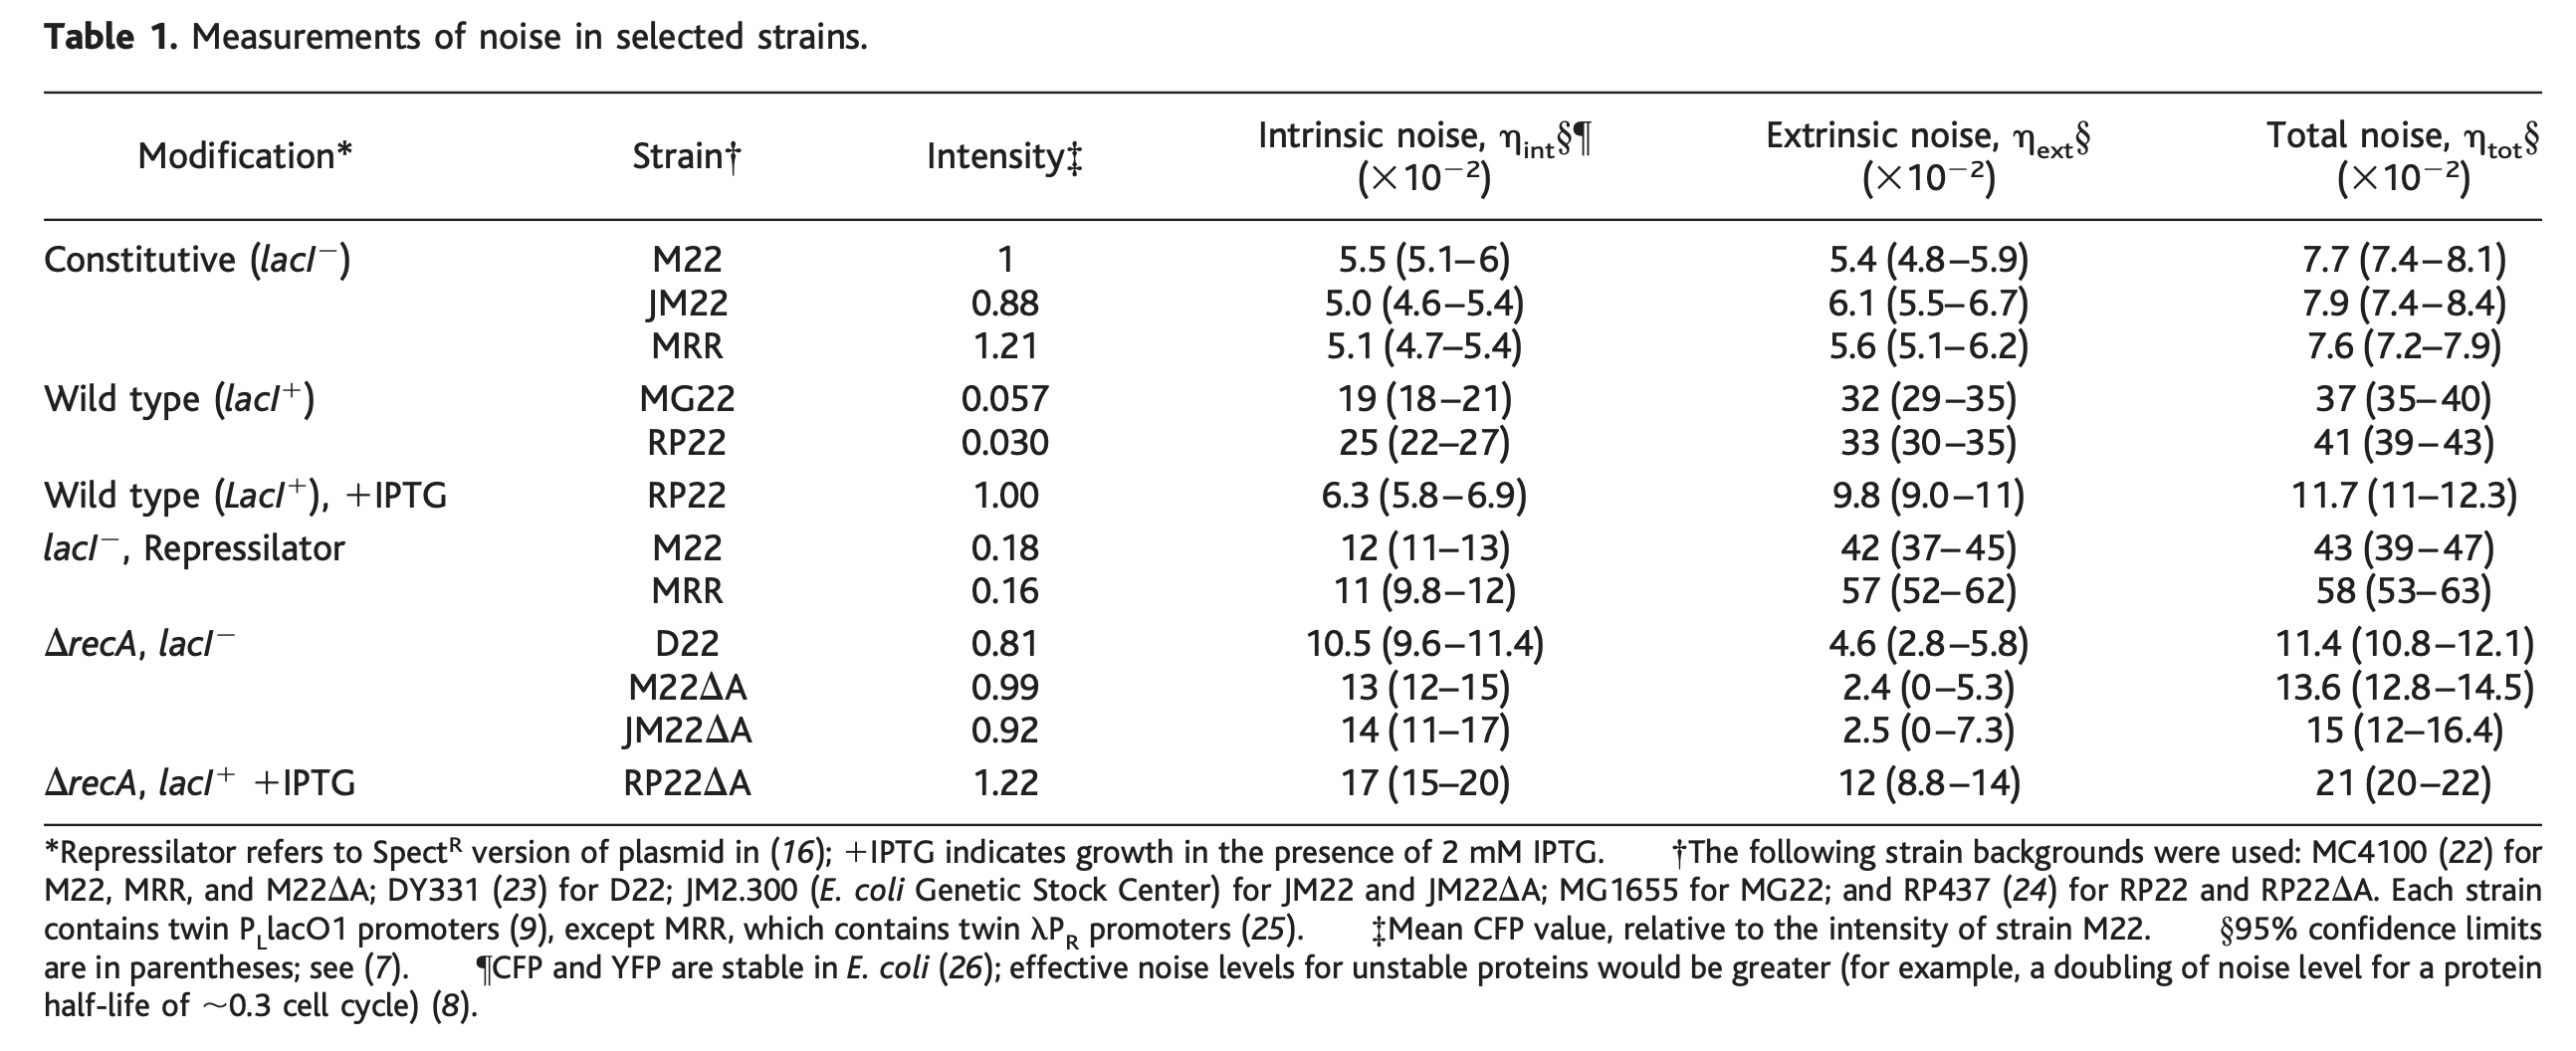 Table 1. Measurements of noise in selected strains.
Modification* Strain† Intensity‡ Intrinsic noise, ηint§¶ (×10−2) Extrinsic noise, ηext§ (×10−2) Total noise, ηtot§ (×10−2)
Constitutive (lacI−) M22 1 5.5 (5.1–6) 5.4 (4.8–5.9) 7.7 (7.4–8.1)
JM22 0.88 5.0 (4.6–5.4) 6.1 (5.5–6.7) 7.9 (7.4–8.4)
MRR 1.21 5.1 (4.7–5.4) 5.6 (5.1–6.2) 7.6 (7.2–7.9)
Wild type (lacI+) MG22 0.057 19 (18–21) 32 (29–35) 37 (35–40)
RP22 0.030 25 (22–27) 33 (30–35) 41 (39–43)
Wild type (LacI+), +IPTG RP22 1.00 6.3 (5.8–6.9) 9.8 (9.0–11) 11.7 (11–12.3)
lacI−, Repressilator M22 0.18 12 (11–13) 42 (37–45) 43 (39–47)
MRR 0.16 11 (9.8–12) 57 (52–62) 58 (53–63)
ΔrecA, lacI− D22 0.81 10.5 (9.6–11.4) 4.6 (2.8–5.8) 11.4 (10.8–12.1)
M22ΔA 0.99 13 (12–15) 2.4 (0–5.3) 13.6 (12.8–14.5)
JM22ΔA 0.92 14 (11–17) 2.5 (0–7.3) 15 (12–16.4)
ΔrecA, lacI+ +IPTG RP22ΔA 1.22 17 (15–20) 12 (8.8–14) 21 (20–22)
*Repressilator refers to SpectR version of plasmid in (16); +IPTG indicates growth in the presence of 2 mM IPTG. †The following strain backgrounds were used: MC4100 (22) for
M22, MRR, and M22ΔA; DY331 (23) for D22; JM2.300 (E. coli Genetic Stock Center) for JM22 and JM22ΔA; MG1655 for MG22; and RP437 (24) for RP22 and RP22ΔA. Each strain
contains twin PLlacO1 promoters (9), except MRR, which contains twin λPR promoters (25). ‡Mean CFP value, relative to the intensity of strain M22. §95% confidence limits
are in parentheses; see (7). ¶CFP and YFP are stable in E. coli (26); effective noise levels for unstable proteins would be greater (for example, a doubling of noise level for a protein
half-life of ~0.3 cell cycle) (8).